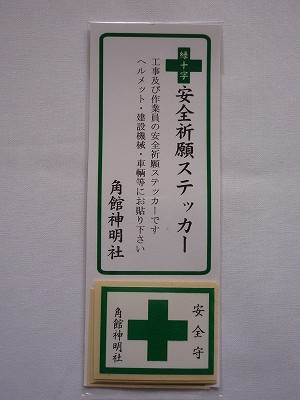 緑十字
安全祈願ステッカー
工事及び作業員の安全祈願ステッカーです
ヘルメット・建設機械・車輌等にお貼り下さい
角館神明社
安全守
角館神明社